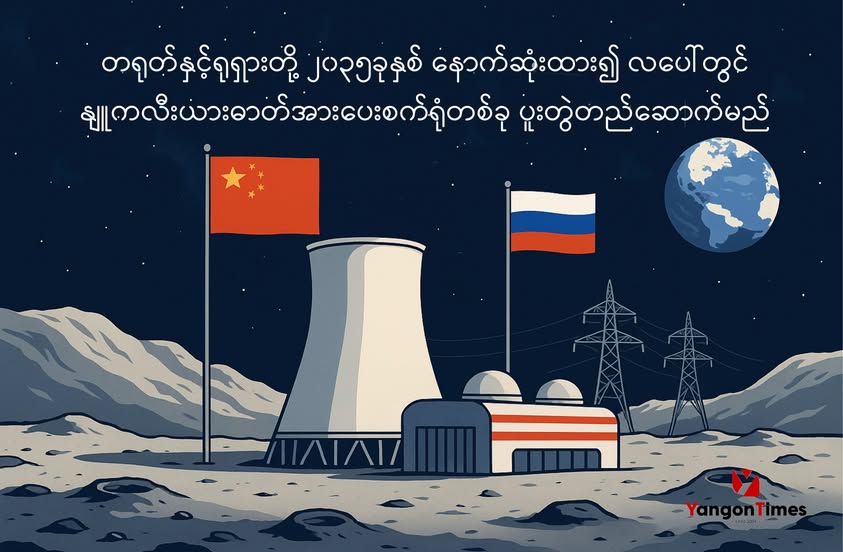 တရုတ်နှင့်ရုရှားတို့ ၂၀၃၅ခုနှစ် နောက်ဆုံးထား၍ လပေါ်တွင်
နျူကလီးယားဓာတ်အားပေးစက်ရုံတစ်ခု ပူးတွဲတည်ဆောက်မည်
YangonTimes